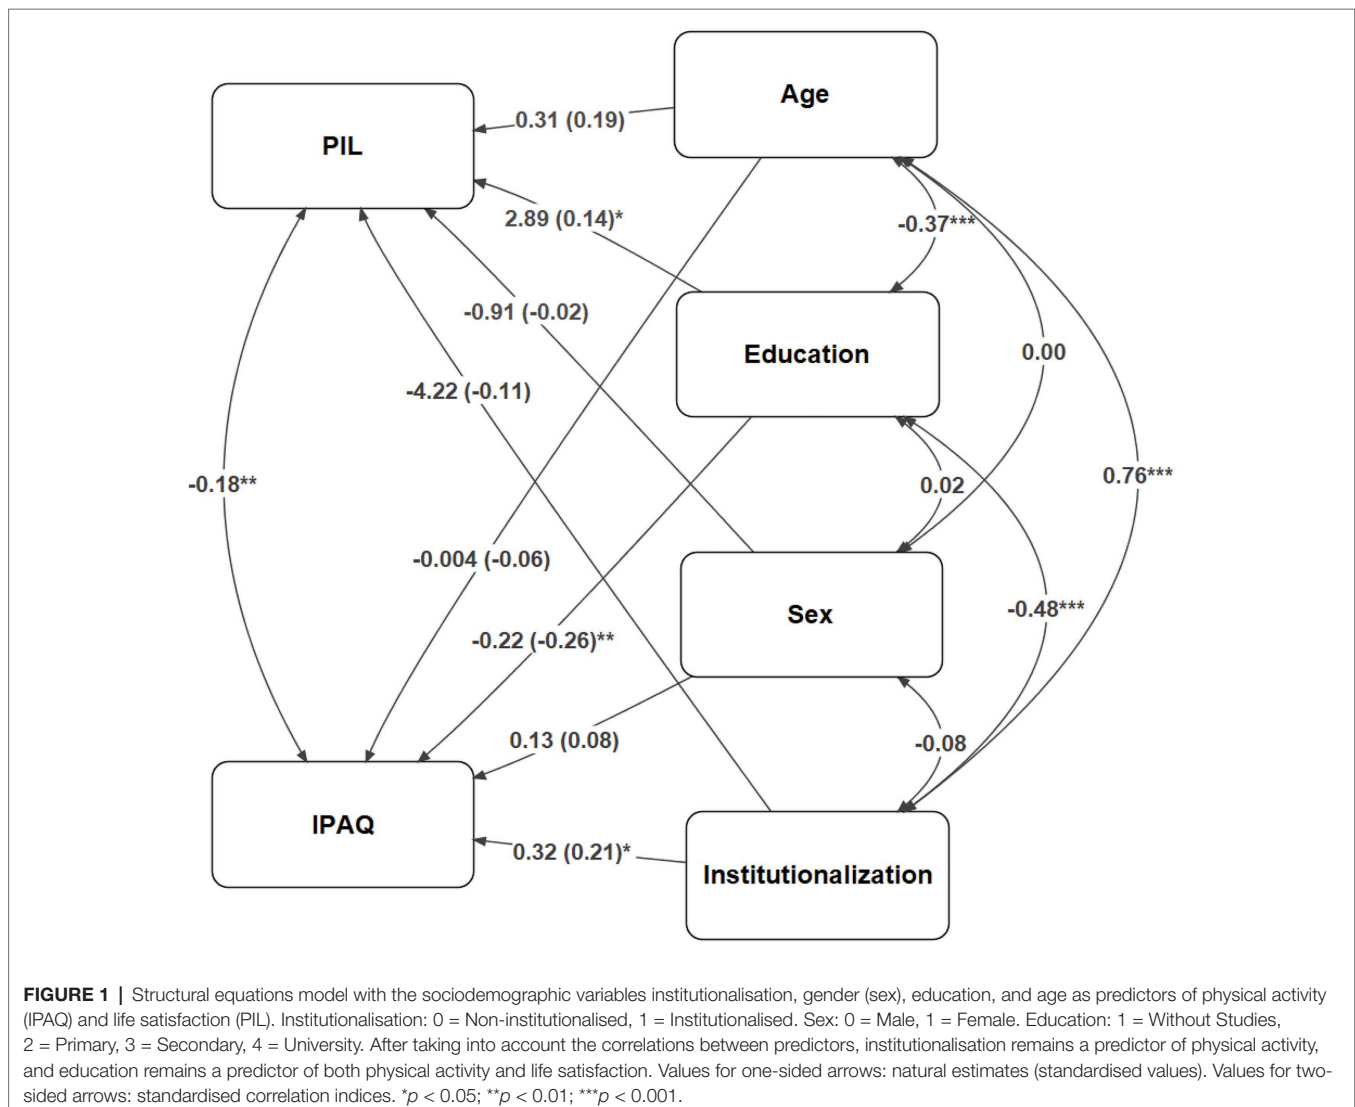 Age
PIL
0.31 (0.19)
2.89 (0.14)*
-0.37***
-0.91 (-0.02)
Education
0.00
-4.22 (-0.11)
-0.18**
0.02
0.76***
-0.004 (-0.06)
Sex
-0.48***
-0.22 (-0.26)**
0.13 (0.08)
-0.08
IPAQ
0.32 (0.21)*
Institutionalization
FIGURE 1 | Structural equations model with the sociodemographic variables institutionalisation, gender (sex), education, and age as predictors of physical activity
(IPAQ) and life satisfaction (PIL). Institutionalisation: 0 = Non-institutionalised, 1 = Institutionalised. Sex: 0 = Male, 1 = Female. Education: 1 = Without Studies,
2 = Primary, 3 = Secondary, 4 = University. After taking into account the correlations between predictors, institutionalisation remains a predictor of physical activity,
and education remains a predictor of both physical activity and life satisfaction. Values for one-sided arrows: natural estimates (standardised values). Values for two-
sided arrows: standardised correlation indices. *p < 0.05; **p < 0.01; ***p < 0.001.